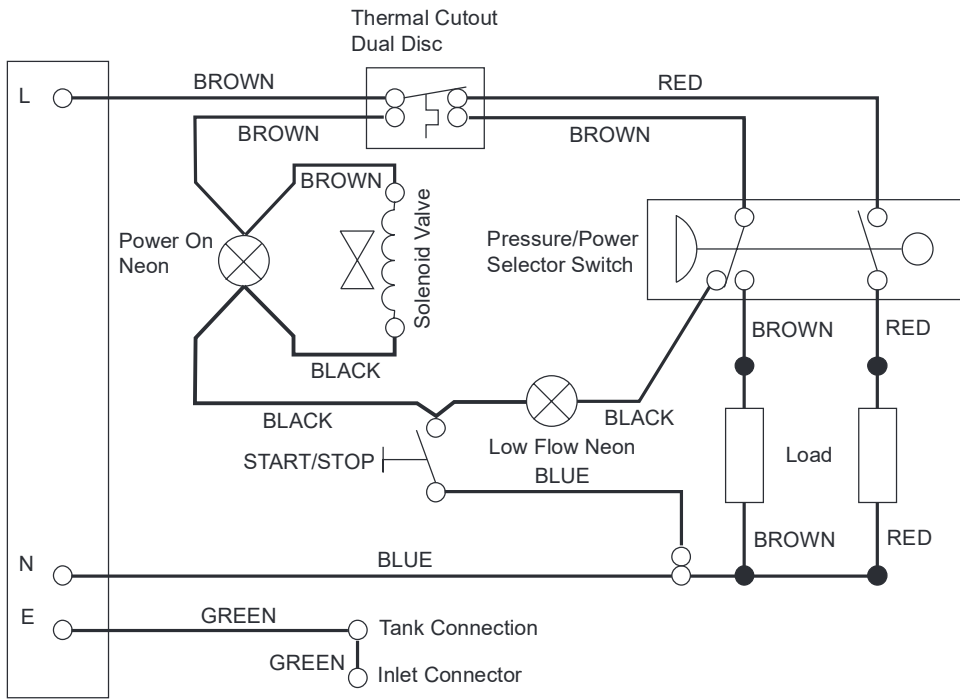 Thermal Cutout
Dual Disc
L
BROWN
RED
BROWN
BROWN
BROWN
Solenoid Valve
Power On
Neon
Pressure/Power
Selector Switch
BROWN
RED
BLACK
BLACK
BLACK
Low Flow Neon
Load
START/STOP
BLUE
BROWN
RED
N
BLUE
E
GREEN
Tank Connection
GREEN
Inlet Connector